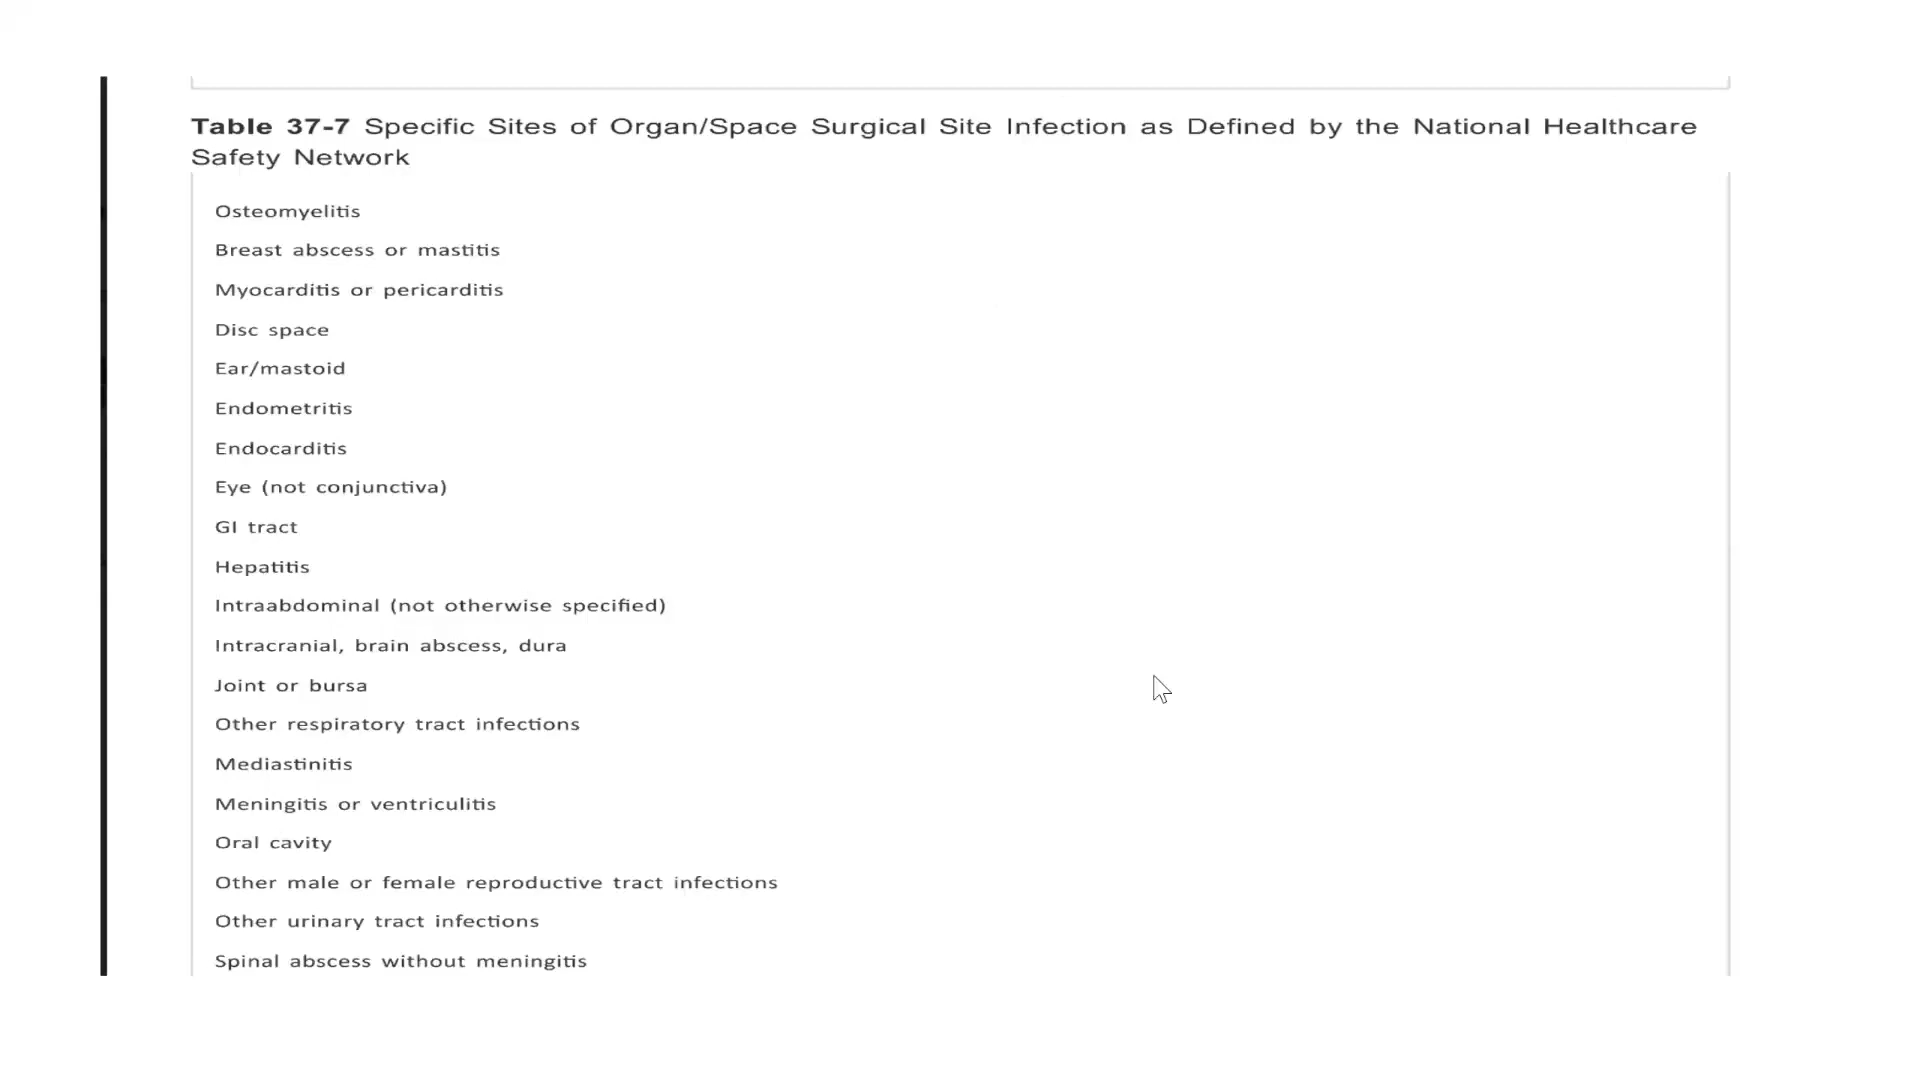 Table 37-7 Specific Sites of Organ/Space Surgical Site Infection as Defined by the National Healthcare
Safety Network
Osteomyelitis
Breast abscess or mastitis
Myocarditis or pericarditis
Disc space
Ear/mastoid
Endometritis
Endocarditis
Eye (not conjunctiva)
GI tract
Hepatitis
Intraabdominal (not otherwise specified)
Intracranial, brain abscess, dura
Joint or bursa
Other respiratory tract infections
Mediastinitis
Meningitis or ventriculitis
Oral cavity
Other male or female reproductive tract infections
Other urinary tract infections
Spinal abscess without meningitis